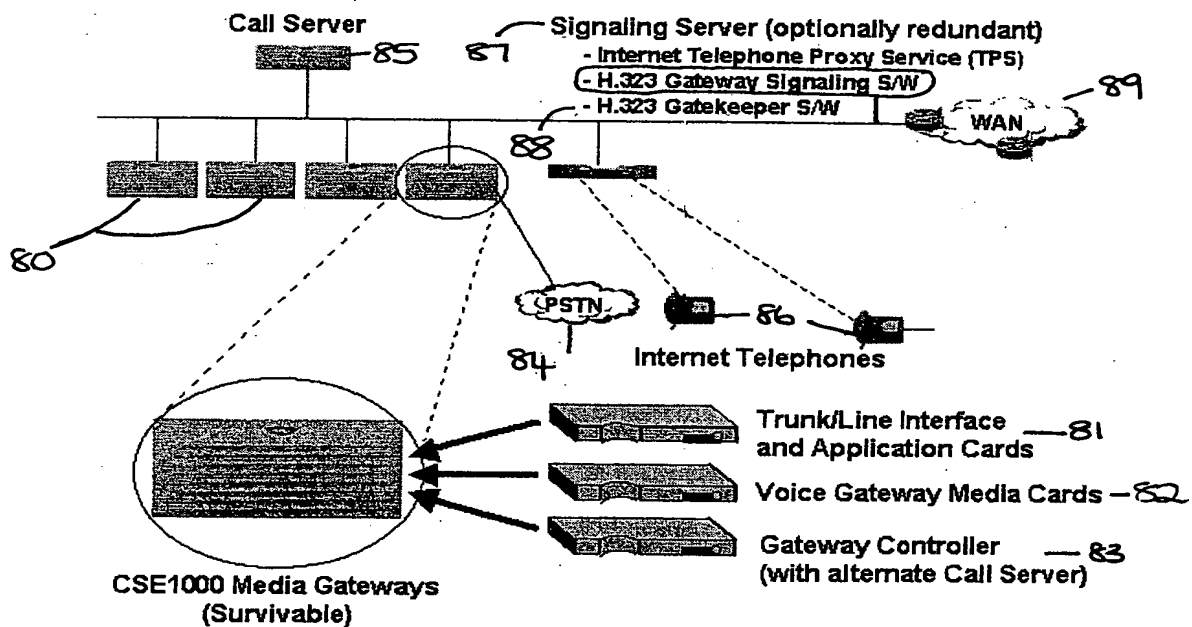 Call Server
85
87
Signaling Server (optionally redundant)
- Internet Telephone Proxy Service (TPS)
- H.323 Gateway Signaling S/W
- H.323 Gatekeeper S/W
88
89
WAN
80
PSTN
84
86
Internet Telephones
Trunk/Line Interface
and Application Cards
81
Voice Gateway Media Cards
82
Gateway Controller
(with alternate Call Server)
83
CSE1000 Media Gateways
(Survivable)